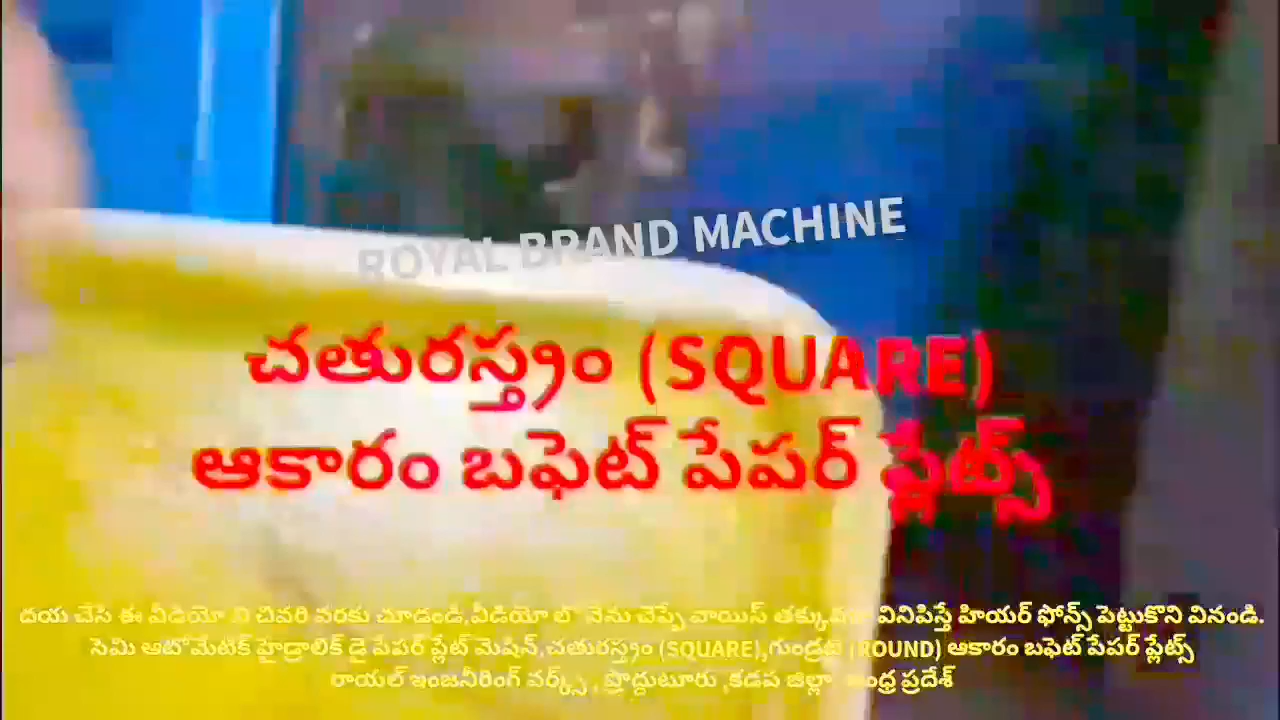 ROYAL BRAND MACHINE
చతురస్త్రం (SQUARE)
ఆకారం బఫెట్ పేపర్ ప్లేట్స్
దయ చేసి ఈ వీడియో ని చివరి వరకు చూడండి,వీడియో లో నేను చెప్పే వాయిస్ తక్కువగా వినిపిస్తే హియర్ ఫోన్స్ పెట్టుకొని వినండి.
సెమి ఆటోమేటిక్ హైడ్రాలిక్ డై పేపర్ ప్లేట్ మెషిన్,చతురస్త్రం (SQUARE),గుండ్రటి (ROUND) ఆకారం బఫెట్ పేపర్ ప్లేట్స్
రాయల్ ఇంజనీరింగ్ వర్క్స్ , ప్రొద్దుటూరు ,కడప జిల్లా ఆంధ్ర ప్రదేశ్